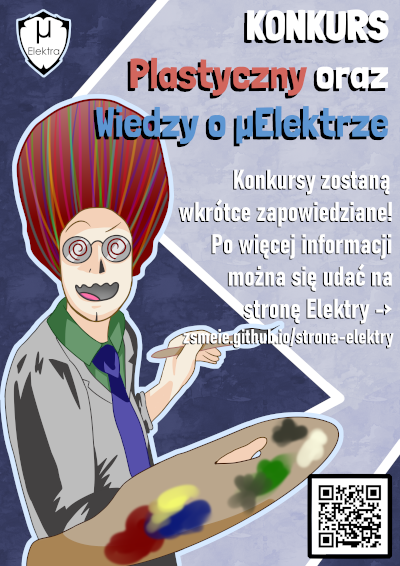 µ
Elektra
KONKURS
Plastyczny oraz
Wiedzy o µElektrze
Konkursy zostaną
wkrótce zapowiedziane!
Po więcej informacji
można się udać na
stronę Elektry ->
zsmeie.github.io/strona-elektry